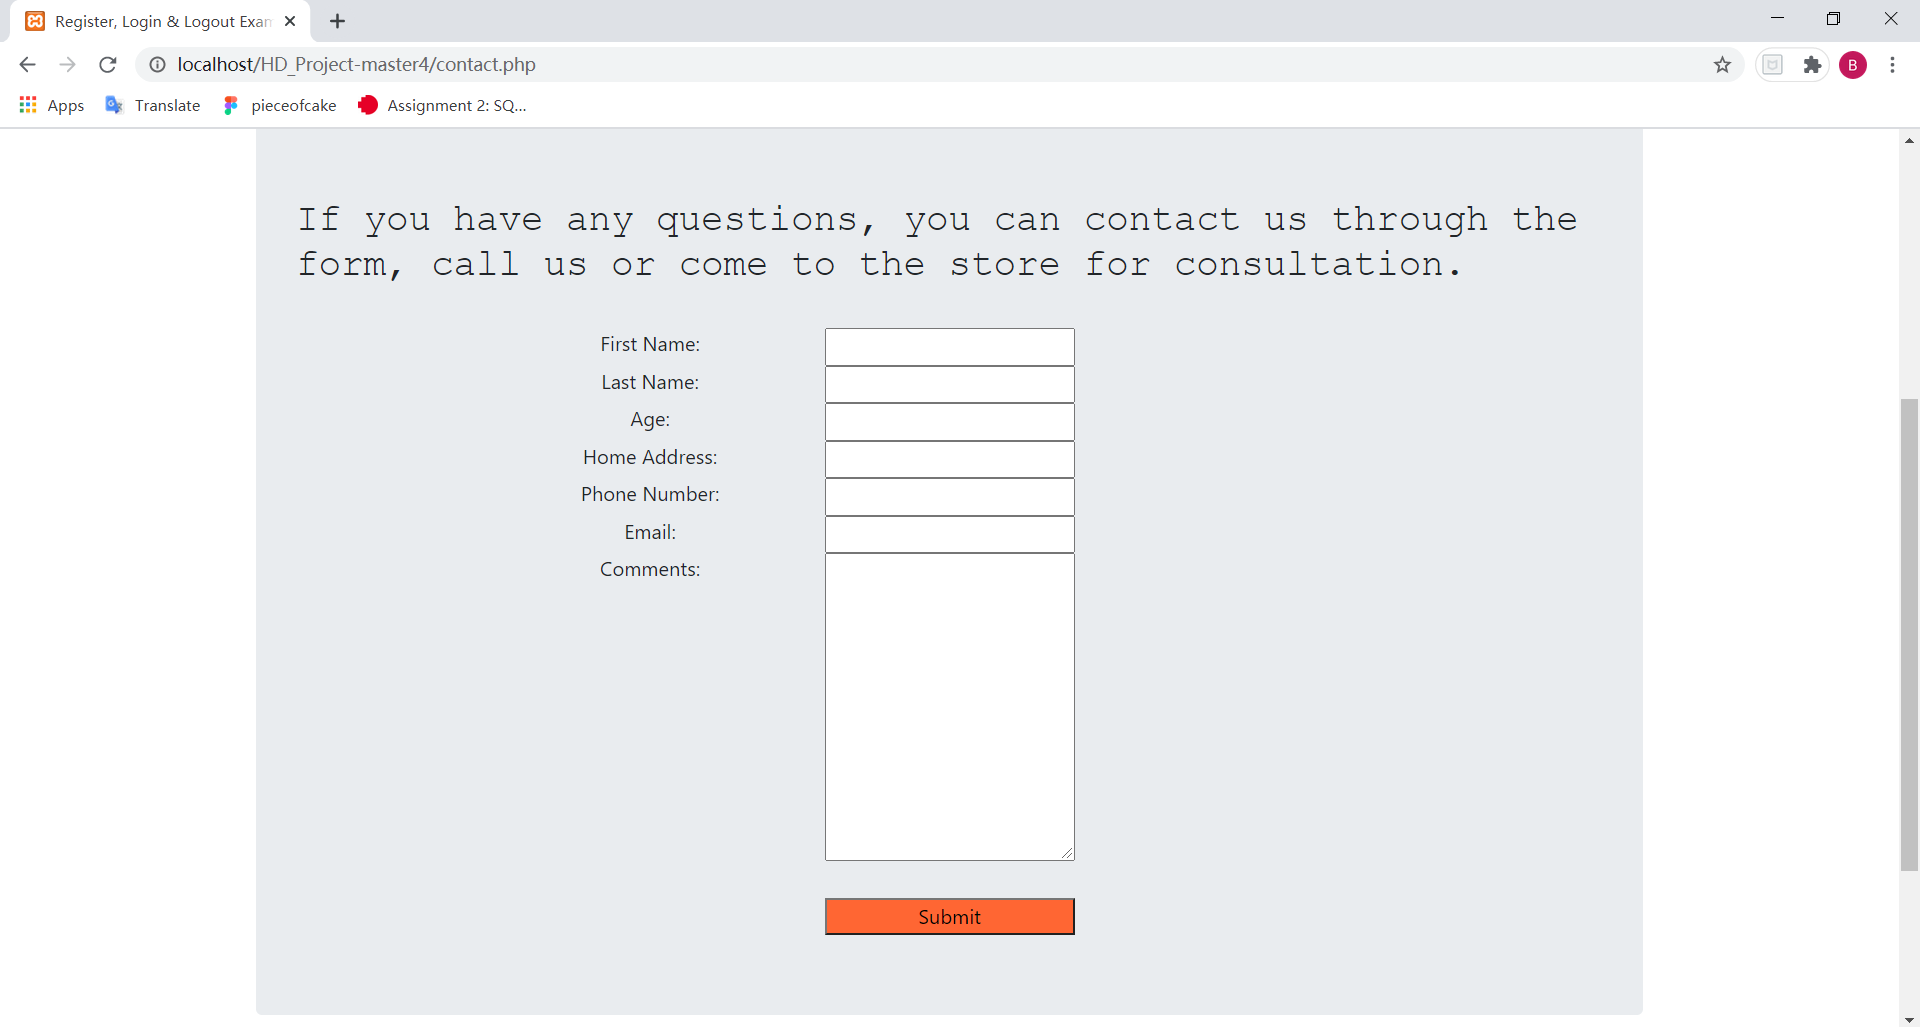 Register, Login & Logout Exam
localhost/HD_Project-master4/contact.php
B
Apps
Translate
pieceofcake
Assignment 2: SQ...
If you have any questions, you can contact us through the
form, call us or come to the store for consultation.
First Name:
Last Name:
Age:
Home Address:
Phone Number:
Email:
Comments:
Submit